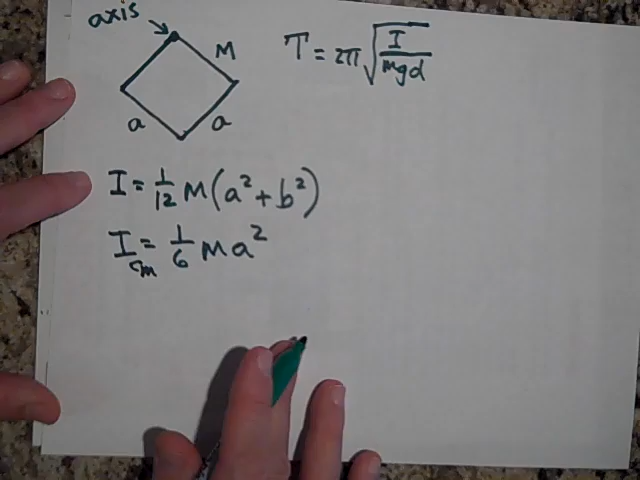 axis
M
a a
T = 2π√(I/mgd)
I = 1/12 M(a² + b²)
I_cm = 1/6 Ma²